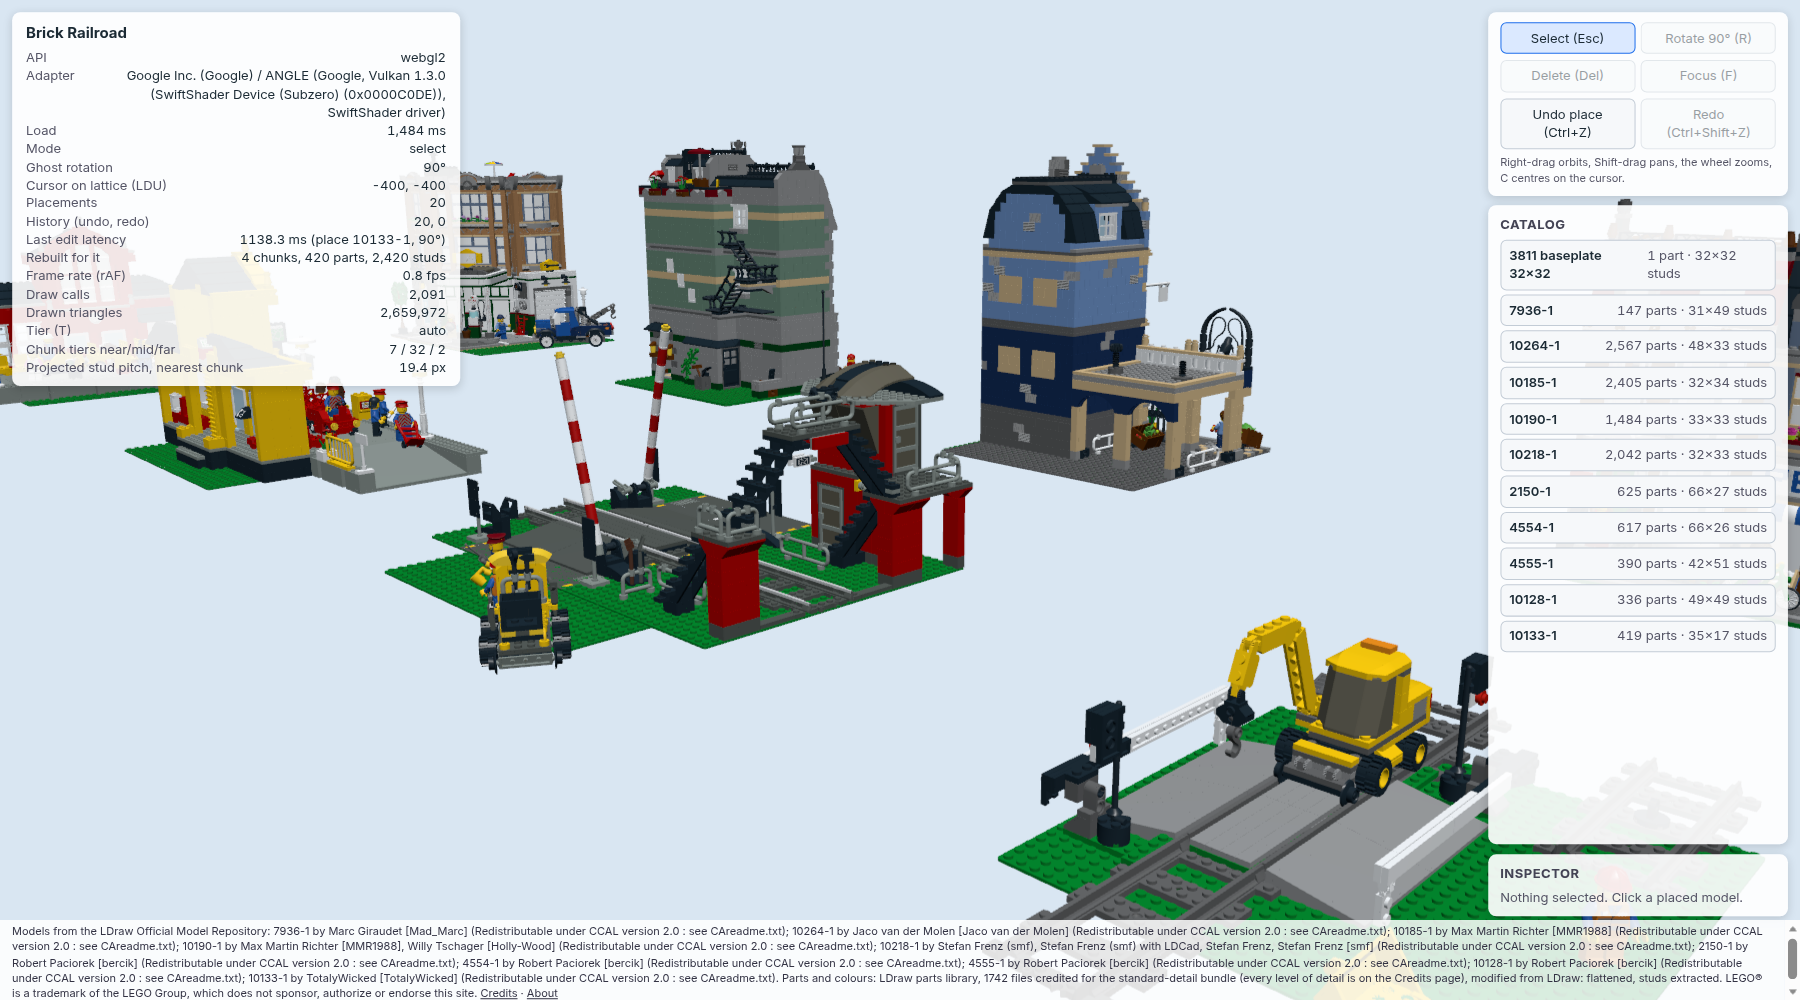 Brick Railroad
API webgl2
Adapter Google Inc. (Google) / ANGLE (Google, Vulkan 1.3.0
(SwiftShader Device (Subzero) (0x0000C0DE)),
SwiftShader driver)
Load 1,484 ms
Mode select
Ghost rotation 90°
Cursor on lattice (LDU) -400, -400
Placements 20
History (undo, redo) 20, 0
Last edit latency 1138.3 ms (place 10133-1, 90°)
Rebuilt for it 4 chunks, 420 parts, 2,420 studs
Frame rate (rAF) 0.8 fps
Draw calls 2,091
Drawn triangles 2,659,972
Tier (T) auto
Chunk tiers near/mid/far 7 / 32 / 2
Projected stud pitch, nearest chunk 19.4 px
Select (Esc) Rotate 90° (R)
Delete (Del) Focus (F)
Undo place (Ctrl+Z) Redo (Ctrl+Shift+Z)
Right-drag orbits, Shift-drag pans, the wheel zooms,
C centres on the cursor.
CATALOG
3811 baseplate 32×32 1 part · 32×32 studs
7936-1 147 parts · 31×49 studs
10264-1 2,567 parts · 48×33 studs
10185-1 2,405 parts · 32×34 studs
10190-1 1,484 parts · 33×33 studs
10218-1 2,042 parts · 32×33 studs
2150-1 625 parts · 66×27 studs
4554-1 617 parts · 66×26 studs
4555-1 390 parts · 42×51 studs
10128-1 336 parts · 49×49 studs
10133-1 419 parts · 35×17 studs
INSPECTOR
Nothing selected. Click a placed model.
Models from the LDraw Official Model Repository: 7936-1 by Marc Giraudet [Mad_Marc] (Redistributable under CCAL version 2.0 : see CAreadme.txt); 10264-1 by Jaco van der Molen [Jaco van der Molen] (Redistributable under CCAL version 2.0 : see CAreadme.txt); 10185-1 by Max Martin Richter [MMR1988] (Redistributable under CCAL
version 2.0 : see CAreadme.txt); 10190-1 by Max Martin Richter [MMR1988], Willy Tschager [Holly-Wood] (Redistributable under CCAL version 2.0 : see CAreadme.txt); 10218-1 by Stefan Frenz (smf), Stefan Frenz (smf) with LDCad, Stefan Frenz, Stefan Frenz [smf] (Redistributable under CCAL version 2.0 : see CAreadme.txt); 2150-1 by
Robert Paciorek [bercik] (Redistributable under CCAL version 2.0 : see CAreadme.txt); 4554-1 by Robert Paciorek [bercik] (Redistributable under CCAL version 2.0 : see CAreadme.txt); 4555-1 by Robert Paciorek [bercik] (Redistributable under CCAL version 2.0 : see CAreadme.txt); 10128-1 by Robert Paciorek [bercik] (Redistributable
under CCAL version 2.0 : see CAreadme.txt); 10133-1 by TotalyWicked [TotalyWicked] (Redistributable under CCAL version 2.0 : see CAreadme.txt). Parts and colours: LDraw parts library, 1742 files credited for the standard-detail bundle (every level of detail is on the Credits page), modified from LDraw: flattened, studs extracted. LEGO®
is a trademark of the LEGO Group, which does not sponsor, authorize or endorse this site. Credits · About